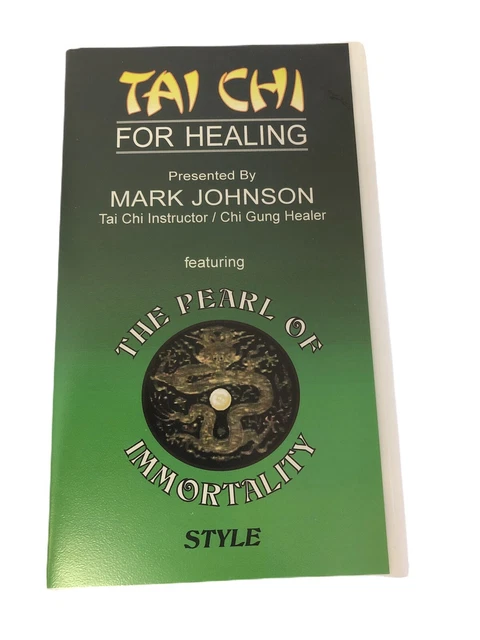 TAI CHI
FOR HEALING
Presented By
MARK JOHNSON
Tai Chi Instructor / Chi Gung Healer
featuring
THE PEARL OF
IMMORTALITY
STYLE